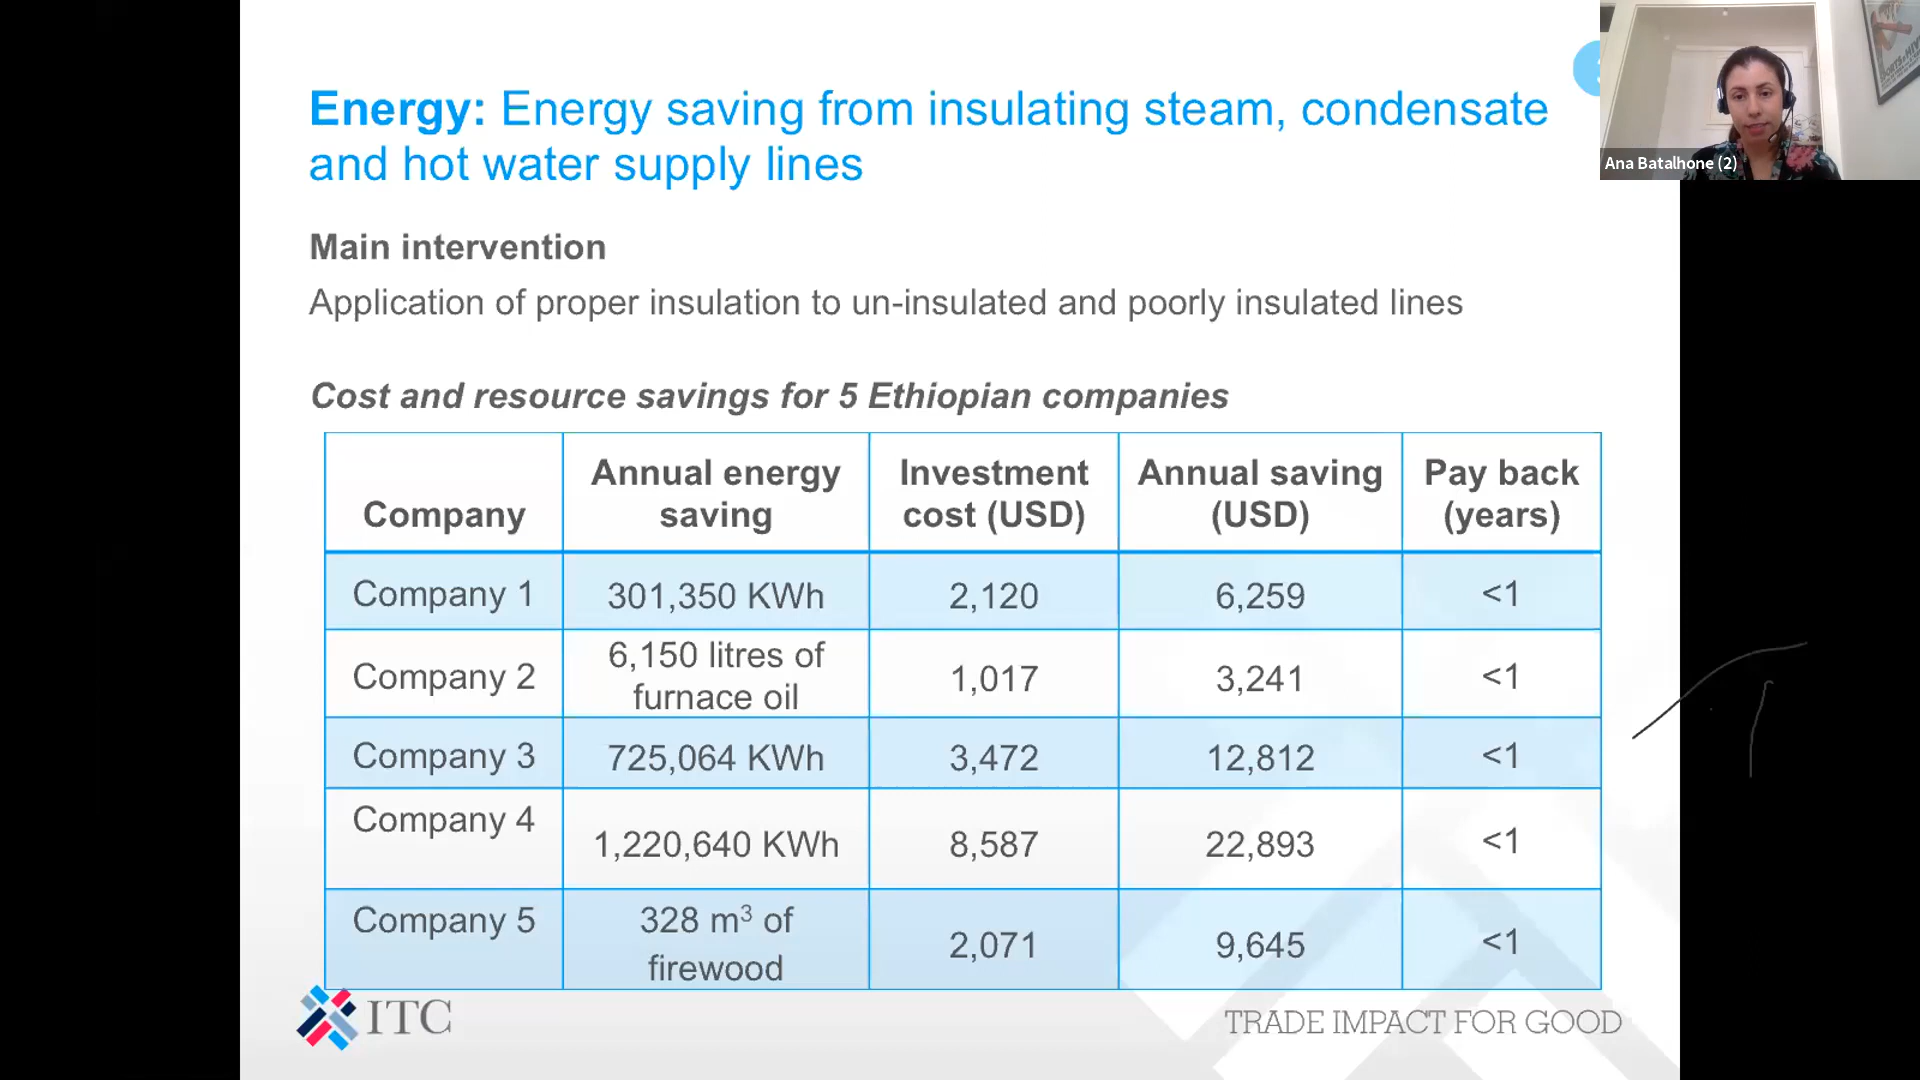 Energy: Energy saving from insulating steam, condensate
and hot water supply lines
Ana Batalhone (2)
Main intervention
Application of proper insulation to un-insulated and poorly insulated lines
Cost and resource savings for 5 Ethiopian companies
Company | Annual energy saving | Investment cost (USD) | Annual saving (USD) | Pay back (years)
Company 1 | 301,350 KWh | 2,120 | 6,259 | <1
Company 2 | 6,150 litres of furnace oil | 1,017 | 3,241 | <1
Company 3 | 725,064 KWh | 3,472 | 12,812 | <1
Company 4 | 1,220,640 KWh | 8,587 | 22,893 | <1
Company 5 | 328 m³ of firewood | 2,071 | 9,645 | <1
ITC
TRADE IMPACT FOR GOOD